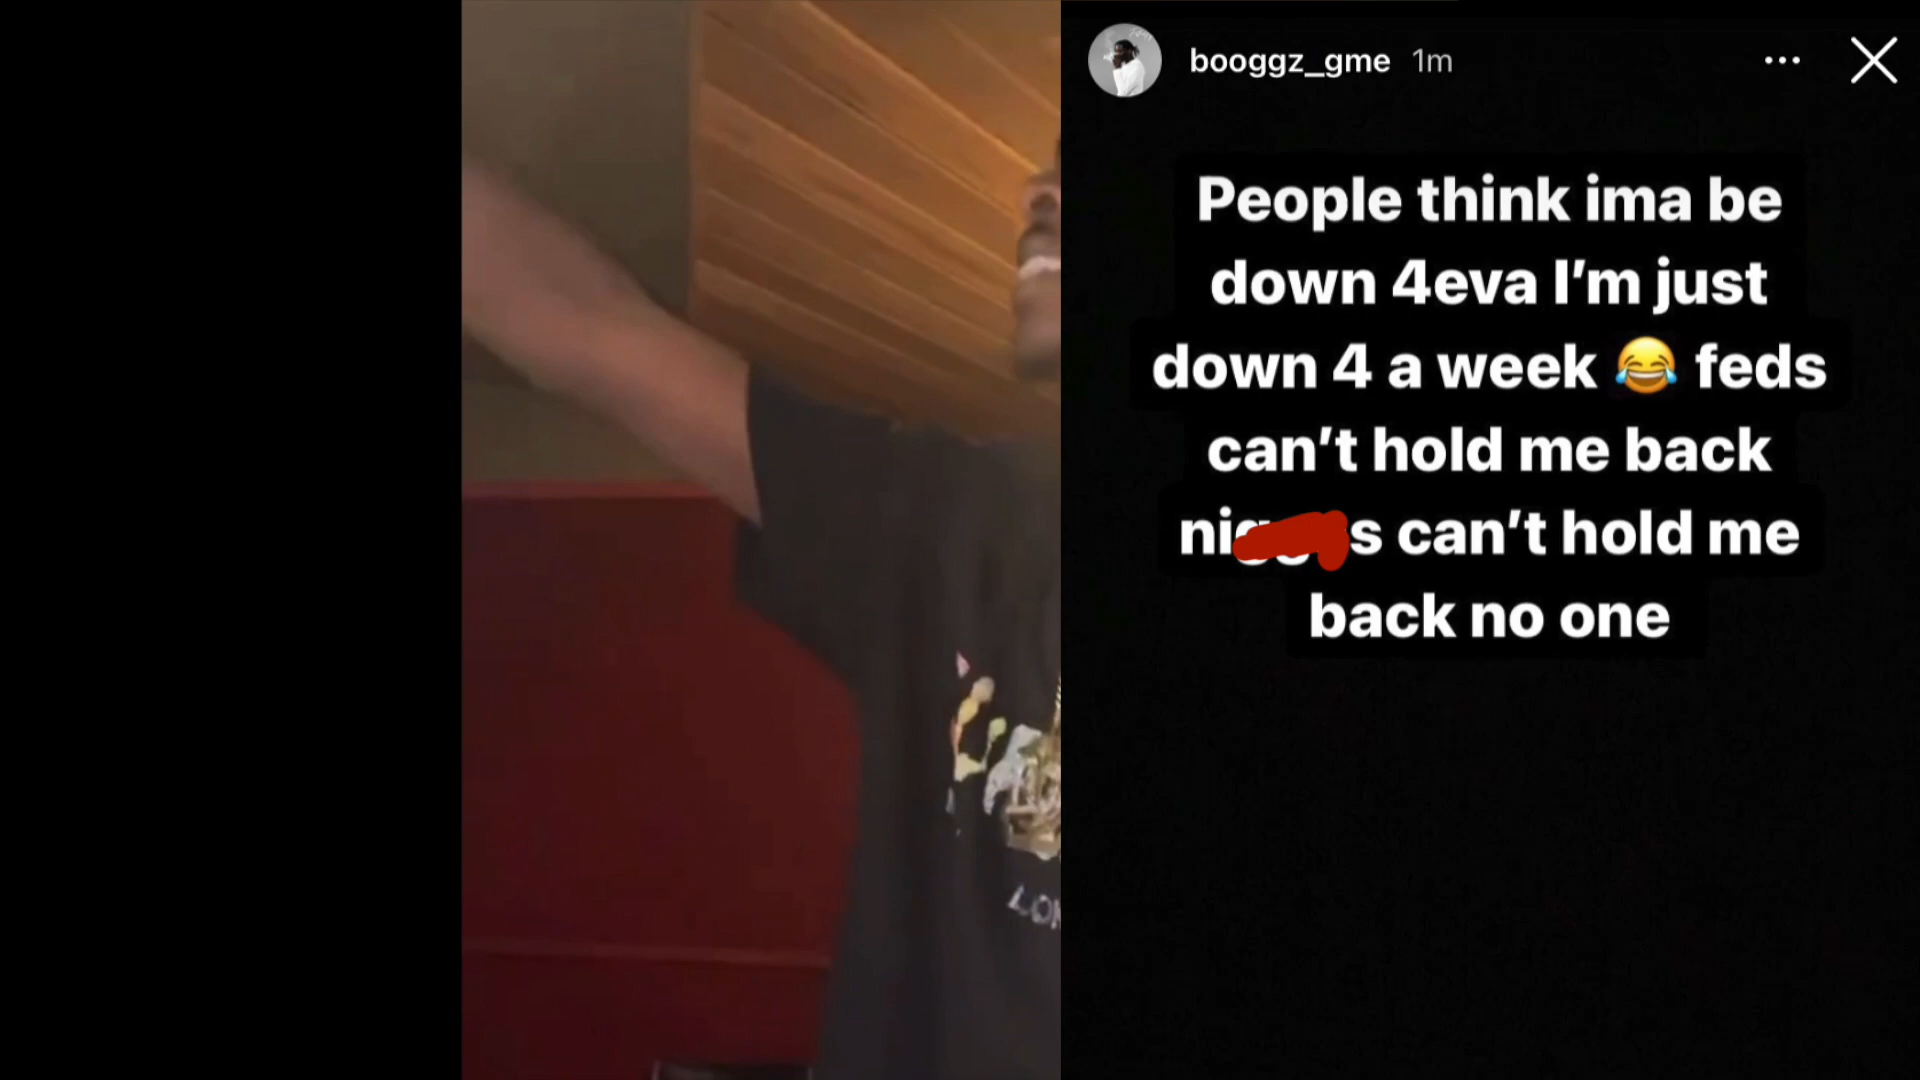 booggz_gme 1m
People think ima be
down 4eva I'm just
down 4 a week 😂 feds
can't hold me back
can't hold me
back no one